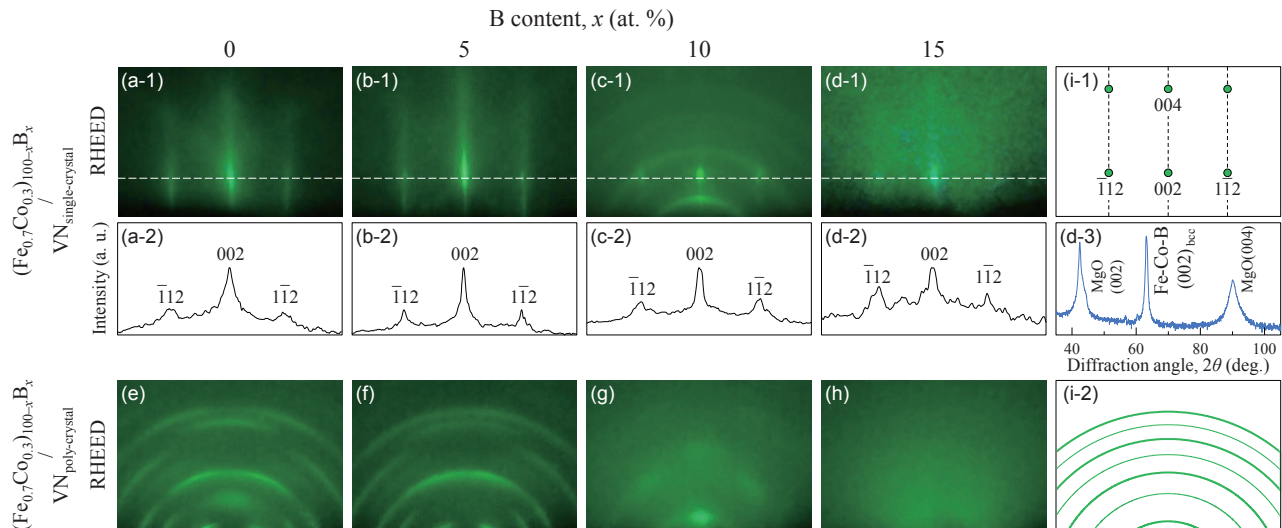 B content, x (at. %)
0 5 10 15
(Fe0.7Co0.3)100–xBx
/
VNsingle-crystal
RHEED
(a-1) (b-1) (c-1) (d-1) (i-1)
004
1̄12 002 11̄2
Intensity (a. u.)
(a-2) (b-2) (c-2) (d-2) (d-3)
1̄12 002 11̄2
1̄12 002 11̄2
1̄12 002 11̄2
1̄12 002 11̄2
MgO
(002)
Fe-Co-B
(002)bcc
MgO(004)
40 60 80 100
Diffraction angle, 2θ (deg.)
(Fe0.7Co0.3)100–xBx
/
VNpoly-crystal
RHEED
(e) (f) (g) (h) (i-2)